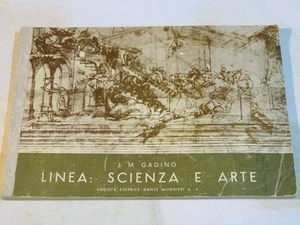 J. M. GADINO
LINEA: SCIENZA E ARTE
SOCIETÀ EDITRICE DANTE ALIGHIERI p. a.